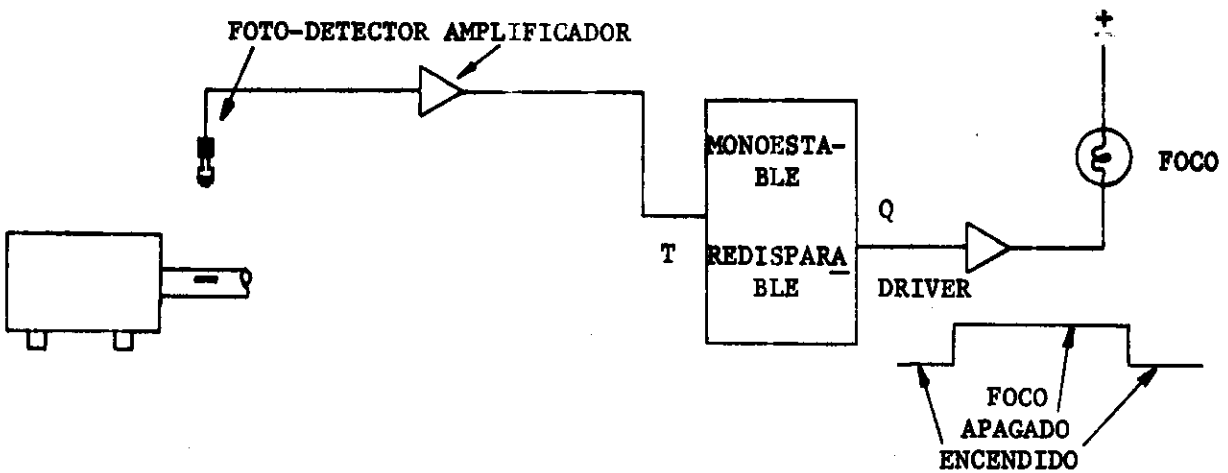 FOTO-DETECTOR AMPLIFICADOR
+
MONOESTA-
BLE
FOCO
Q
T
REDISPARA
BLE
DRIVER
FOCO
APAGADO
ENCENDIDO